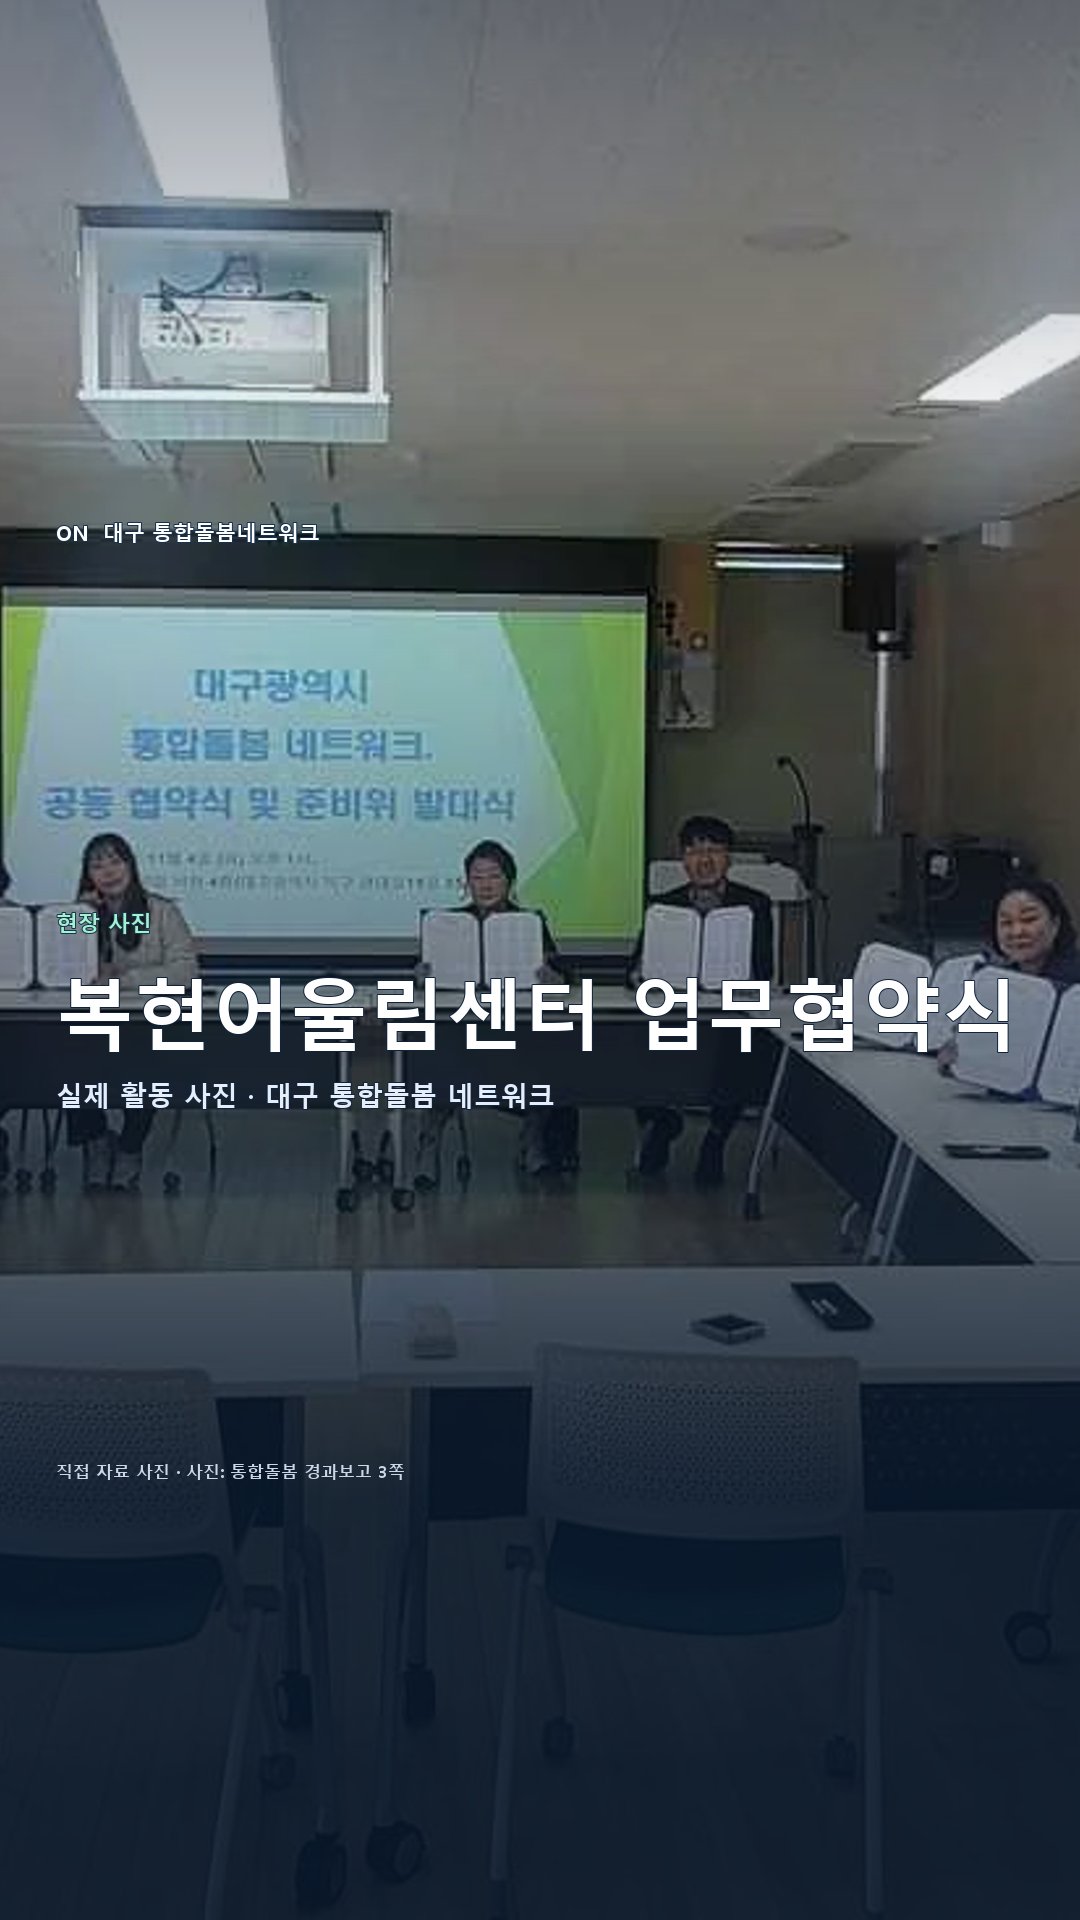 ON 대구 통합돌봄네트워크
대구광역시
통합돌봄 네트워크.
공동 협약식 및 준비위 발대식
현장 사진
복현어울림센터 업무협약식
실제 활동 사진 · 대구 통합돌봄 네트워크
직접 자료 사진 · 사진: 통합돌봄 경과보고 3쪽